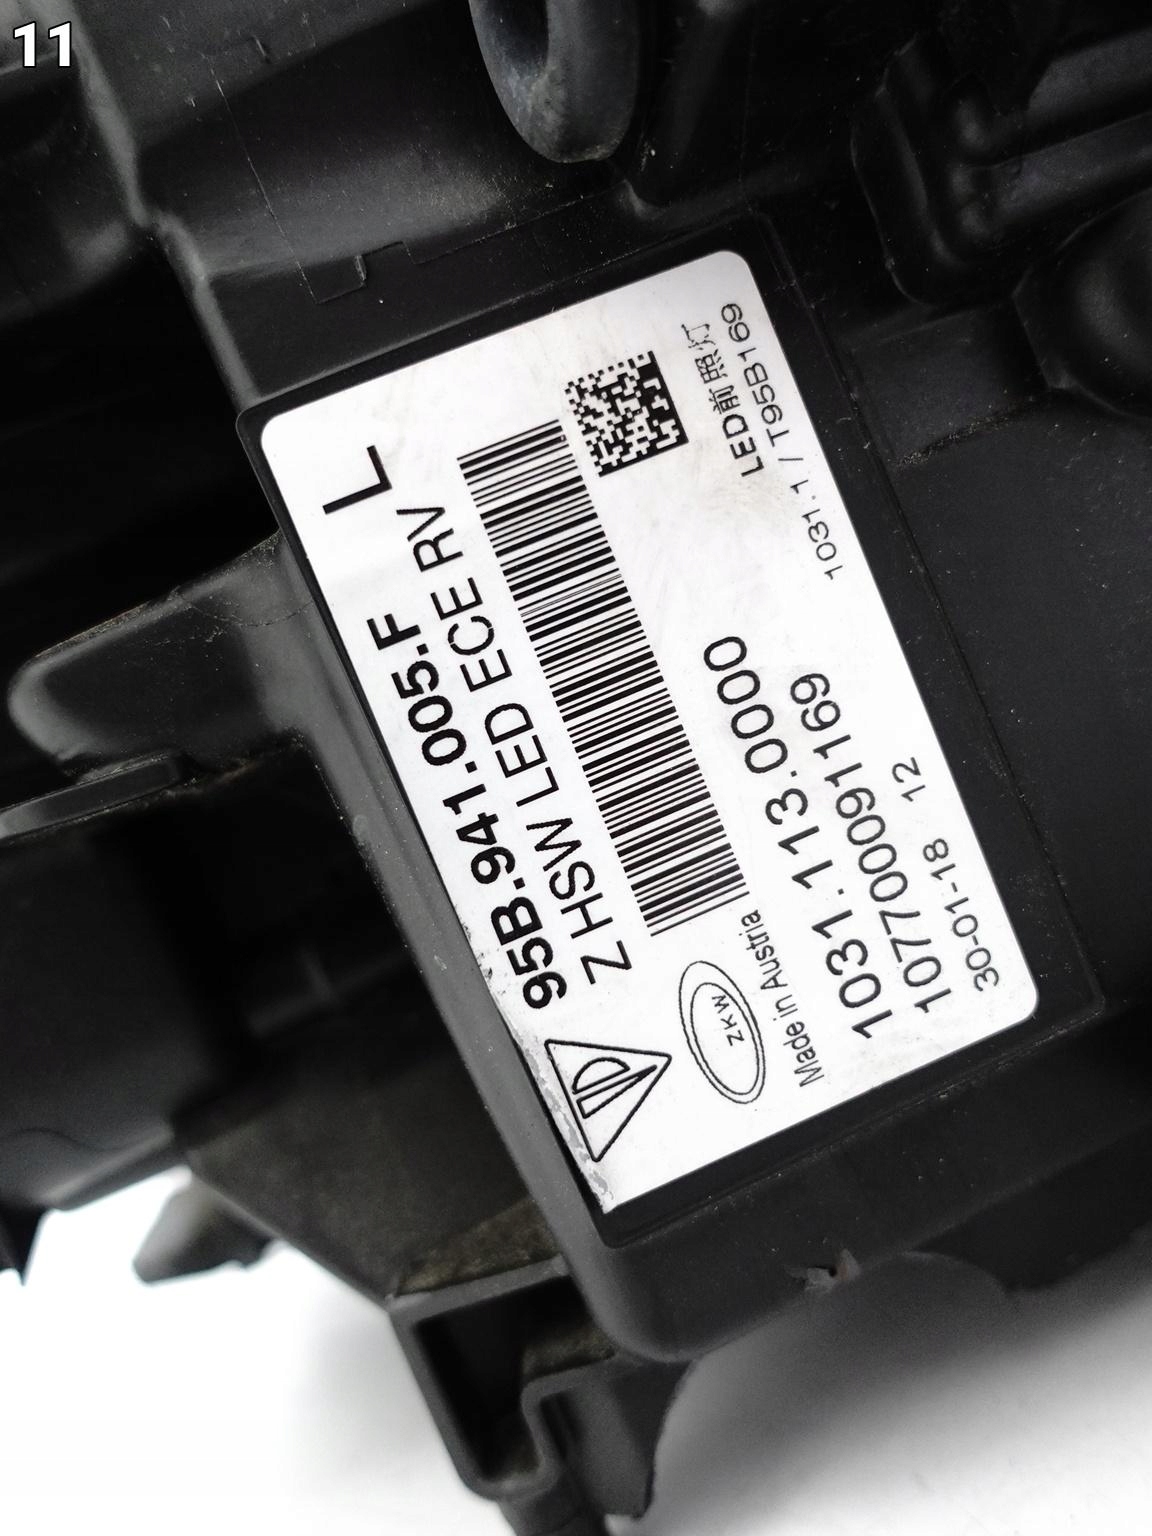 11
95B.941.005.F L
Z HSW LED ECE RV
ZKW
Made in Austria
1031.113.0000
107700091169
30-01-18 12
LED前照灯
1031.1 / T95B169